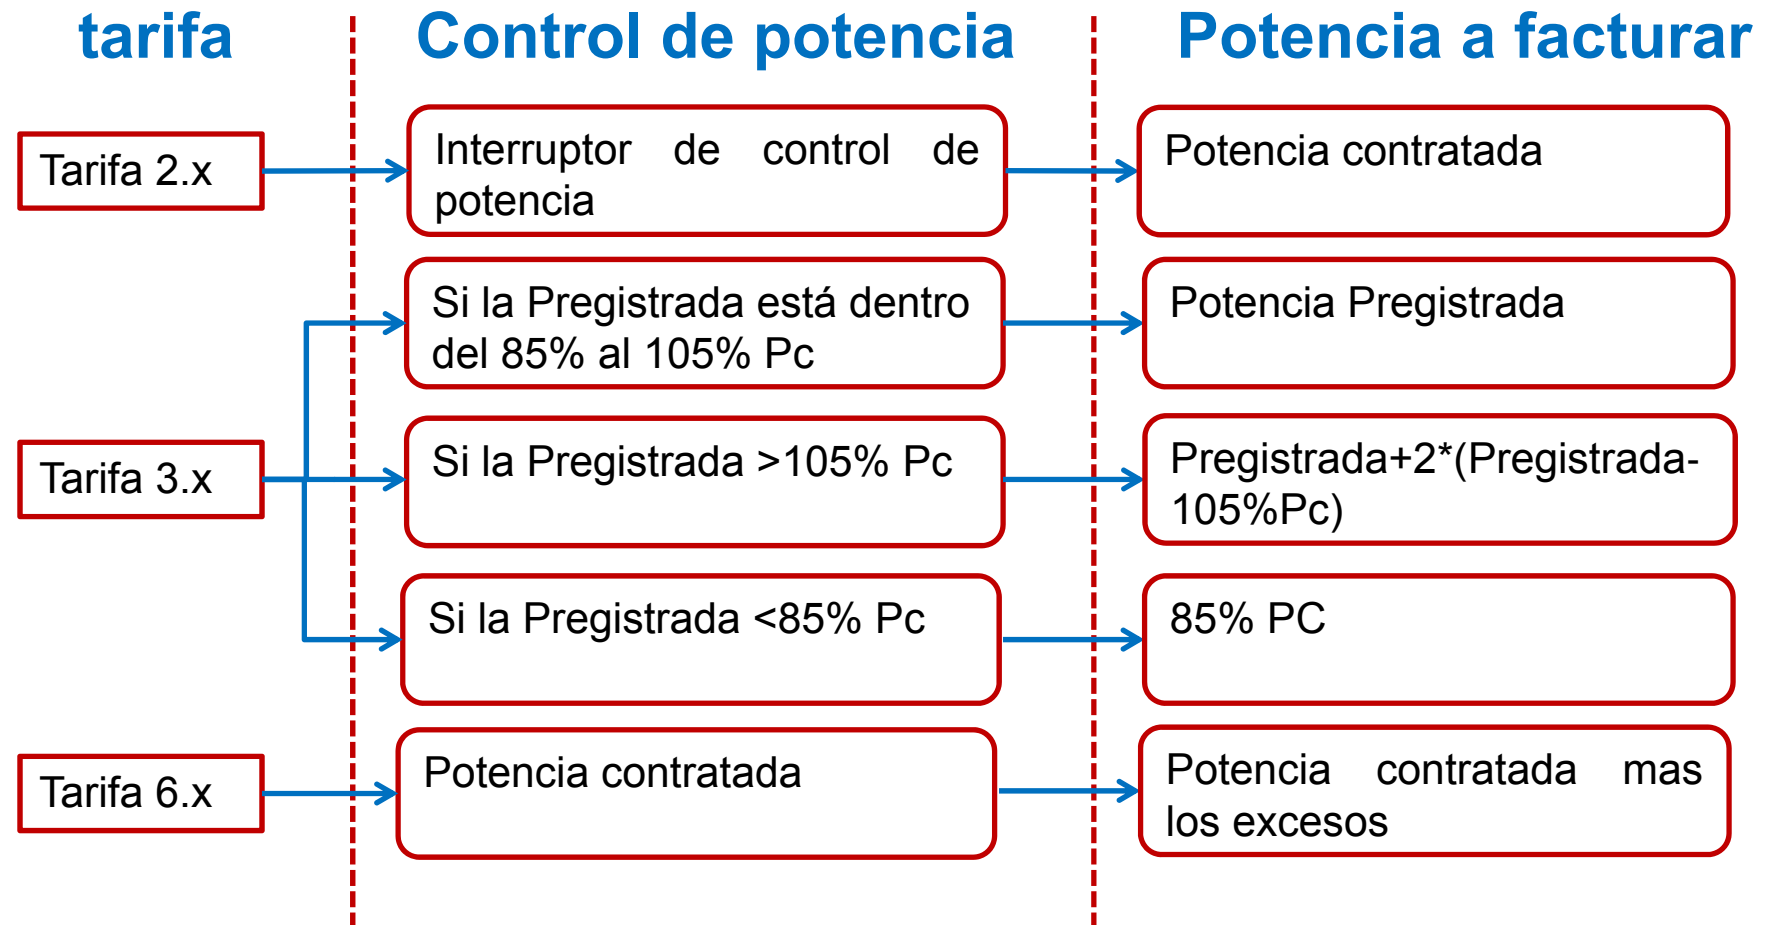 tarifa
Control de potencia
Potencia a facturar
Tarifa 2.x
Interruptor de control de
potencia
Potencia contratada
Si la Pregistrada está dentro
del 85% al 105% Pc
Potencia Pregistrada
Tarifa 3.x
Si la Pregistrada >105% Pc
Pregistrada+2*(Pregistrada-
105%Pc)
Si la Pregistrada <85% Pc
85% PC
Tarifa 6.x
Potencia contratada
Potencia contratada mas
los excesos